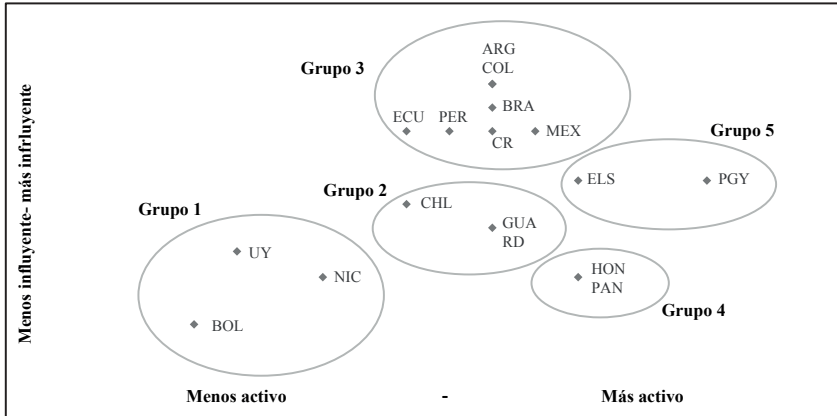 ARG
COL
Grupo 3
BRA
ECU PER MEX
CR
Grupo 5
ELS PGY
Grupo 2
CHL
Grupo 1
GUA
RD
UY
NIC
HON
PAN
Grupo 4
BOL
Menos influyente- más infrluyente
Menos activo - Más activo